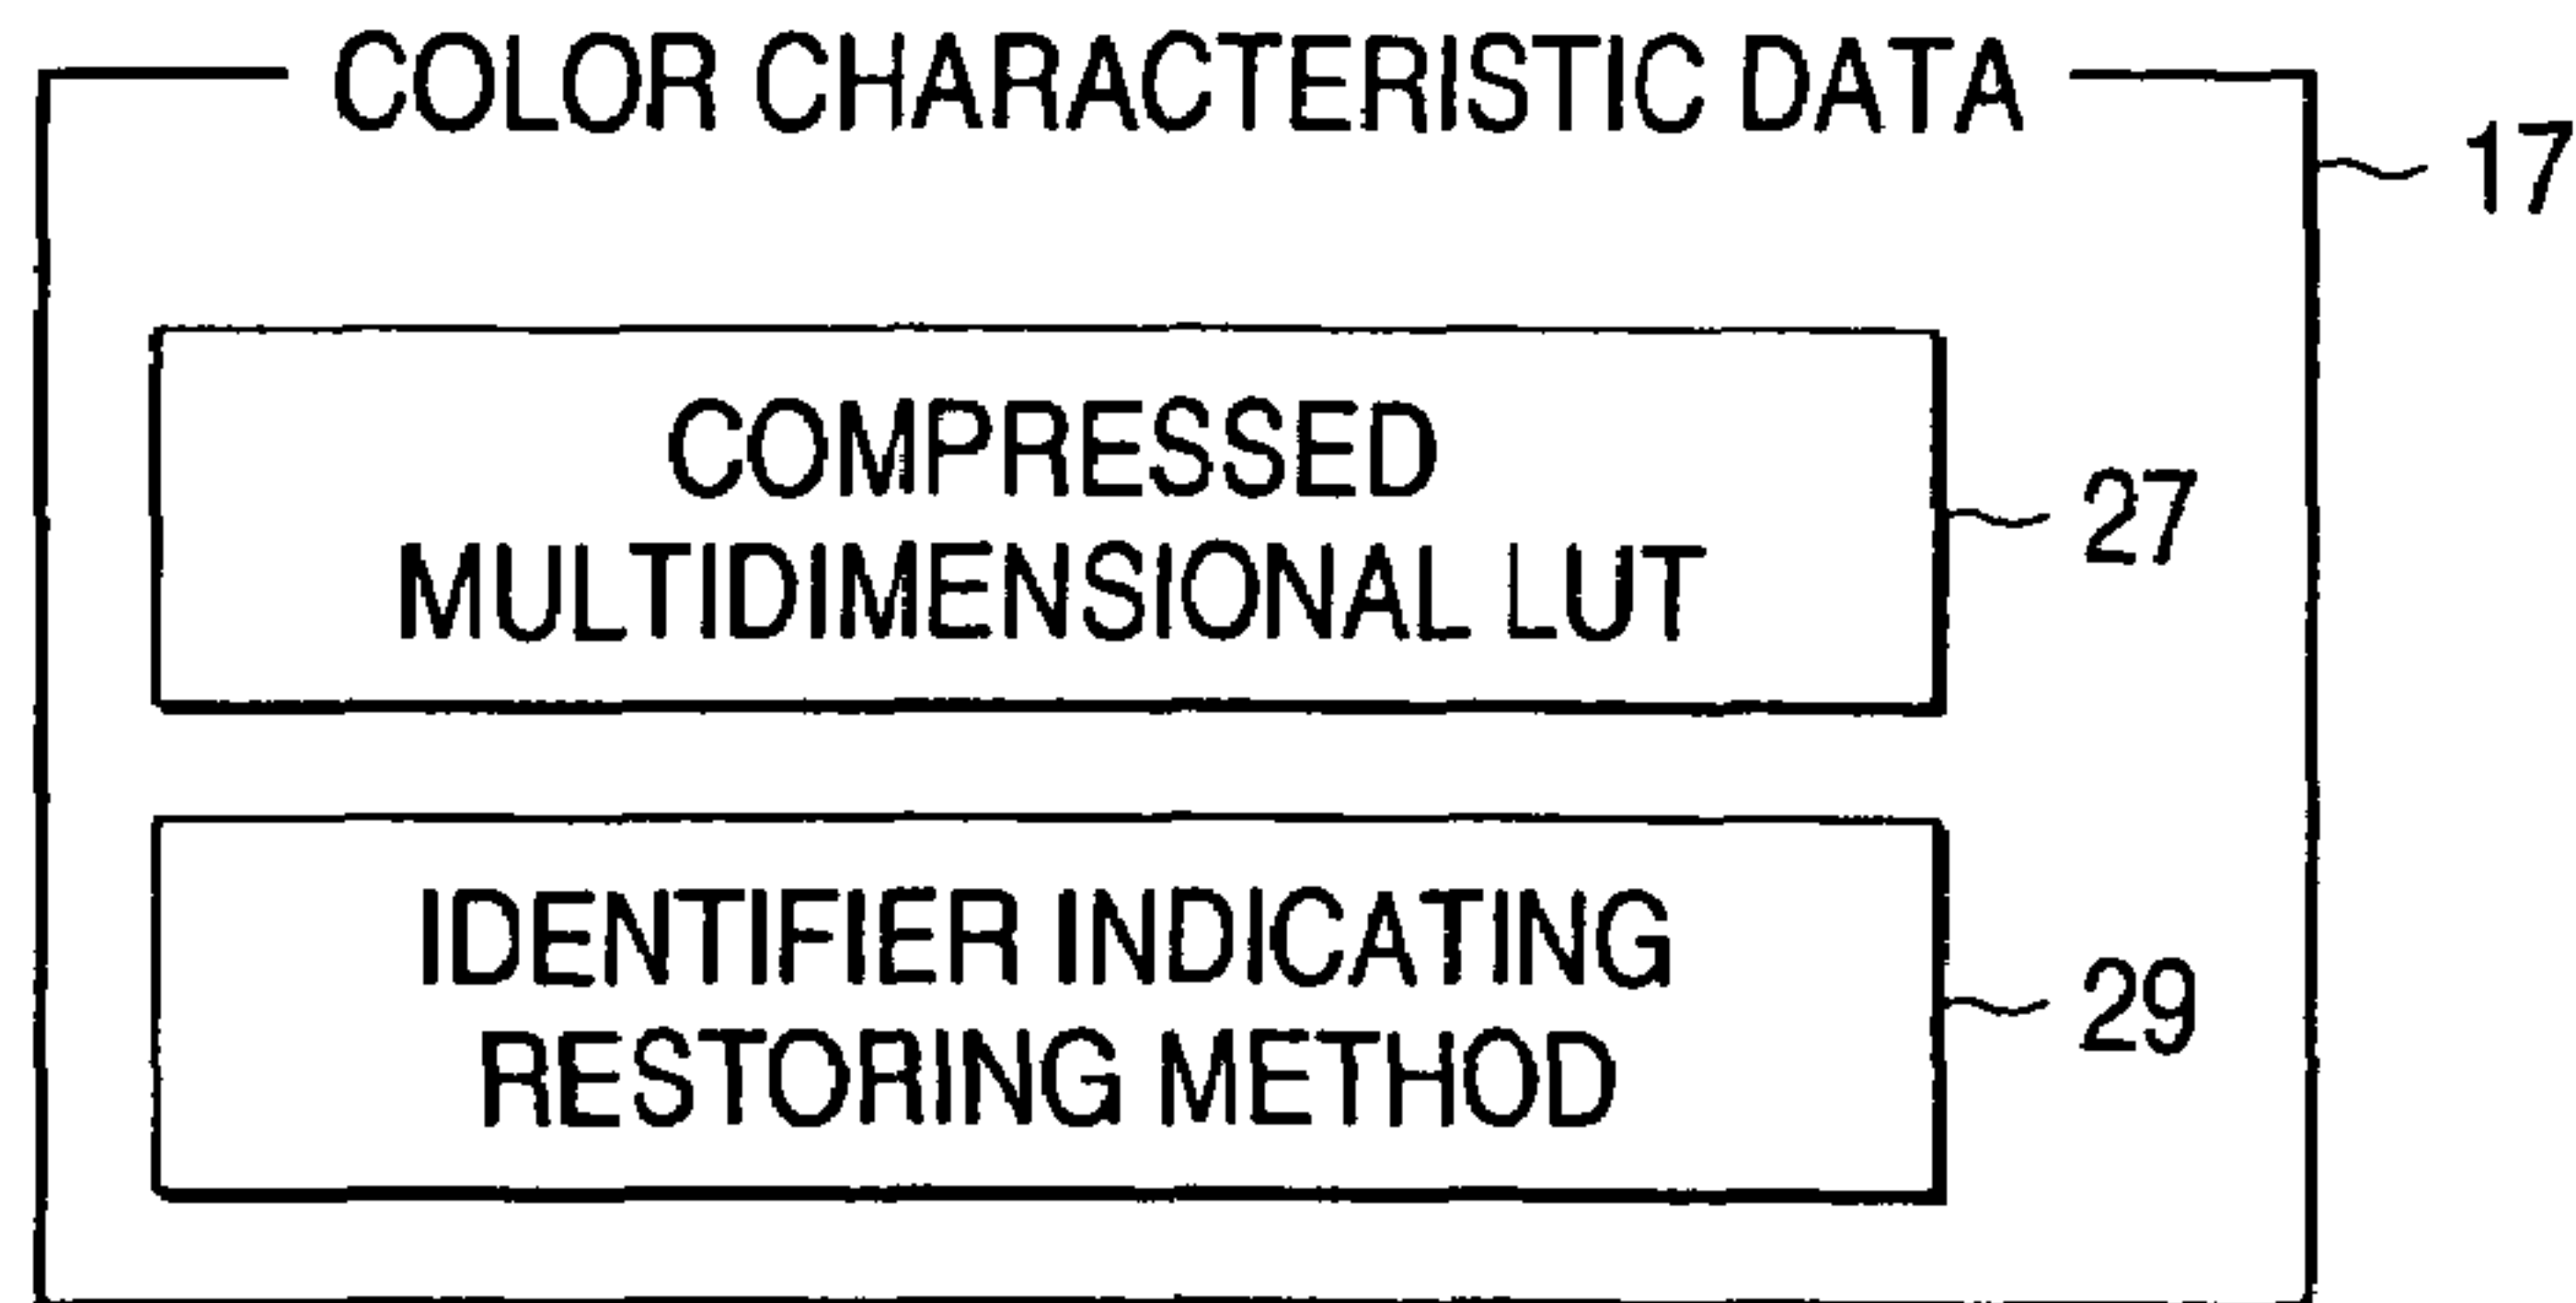 COLOR CHARACTERISTIC DATA
17
COMPRESSED
MULTIDIMENSIONAL LUT
27
IDENTIFIER INDICATING
RESTORING METHOD
29